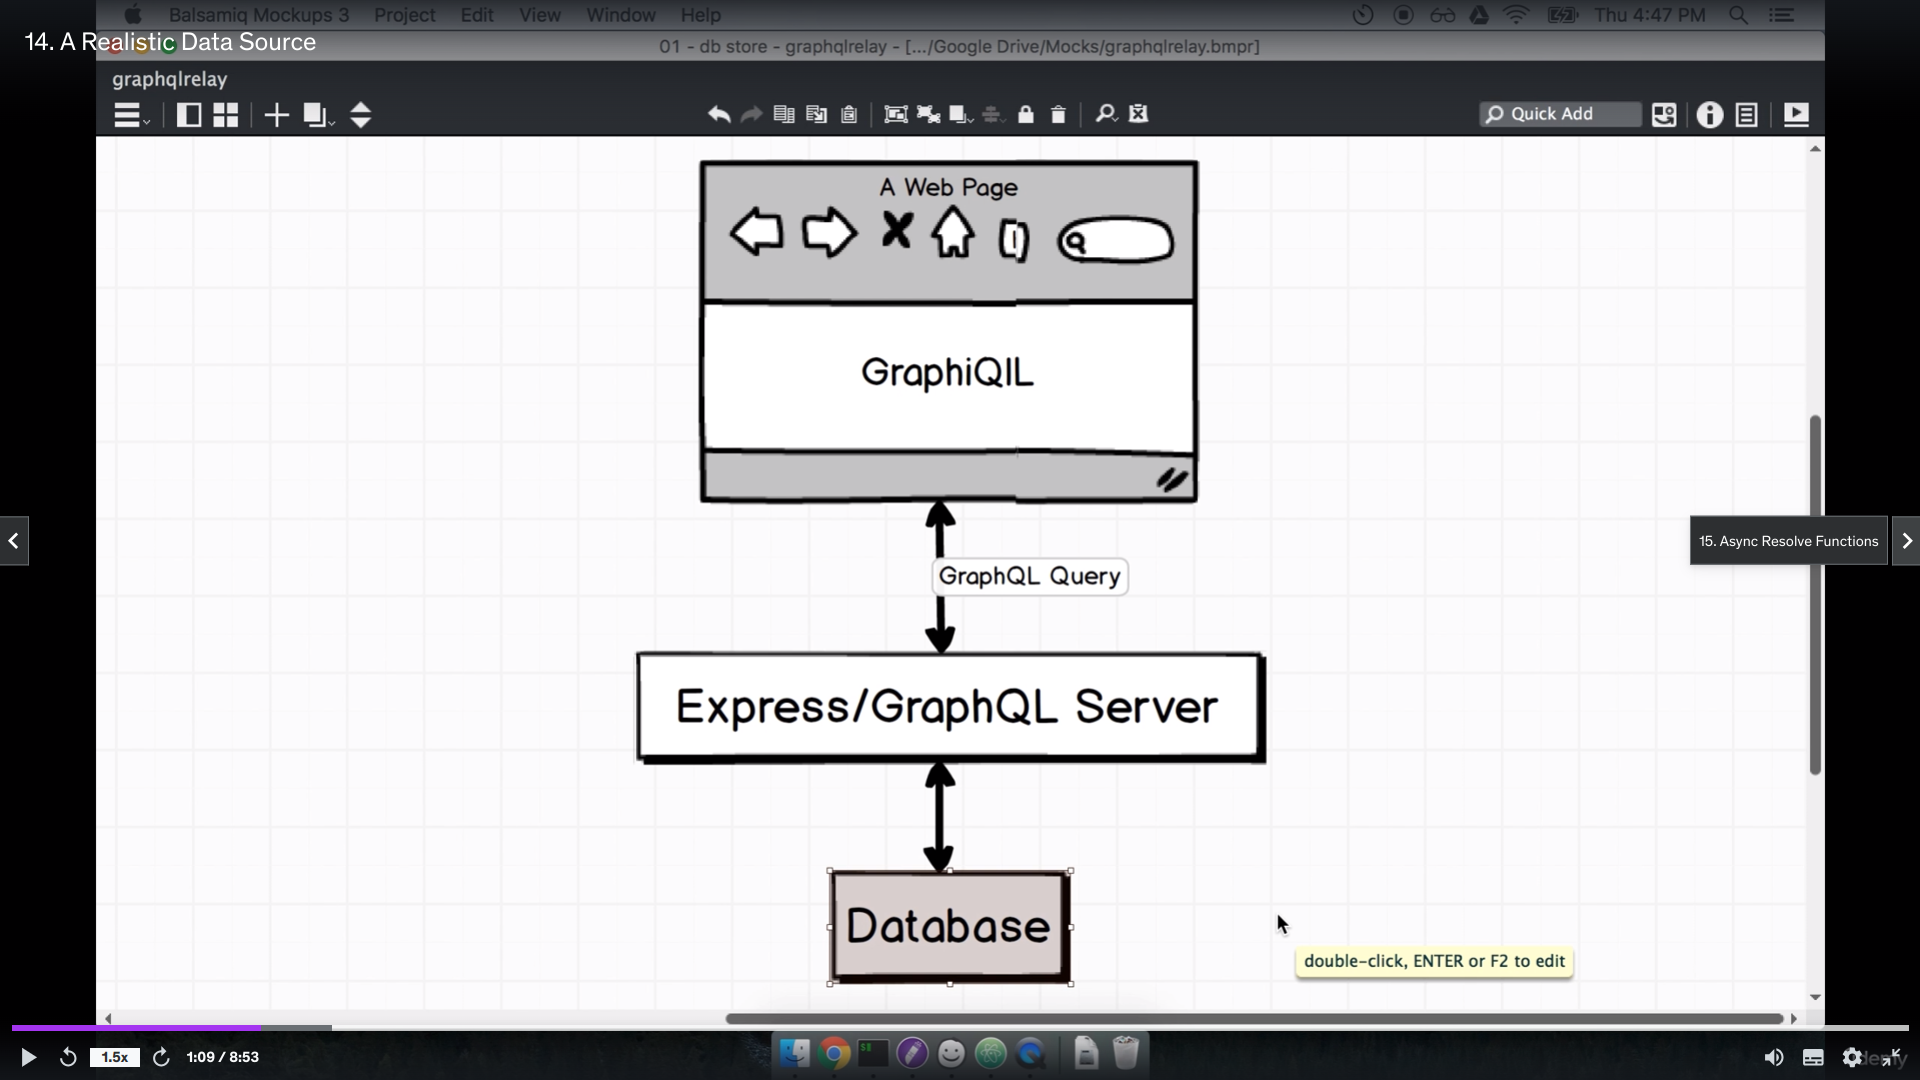 Balsamiq Mockups 3 Project Edit View Window Help Thu 4:47 PM
14. A Realistic Data Source
01 - db store - graphqlrelay - [.../Google Drive/Mocks/graphqlrelay.bmpr]
graphqlrelay
Quick Add
A Web Page
GraphiQlL
GraphQL Query
15. Async Resolve Functions
Express/GraphQL Server
Database
double-click, ENTER or F2 to edit
1.5x 1:09 / 8:53